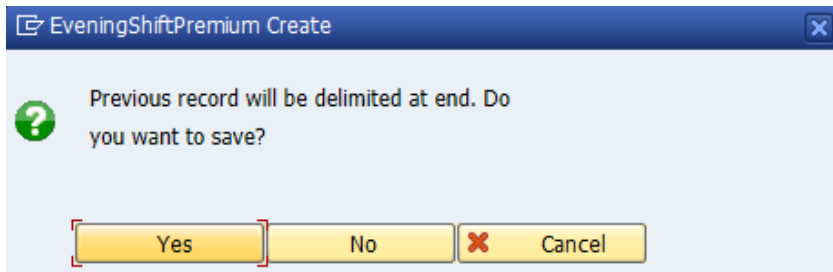 EveningShiftPremium Create
Previous record will be delimited at end. Do
you want to save?
Yes
No
Cancel